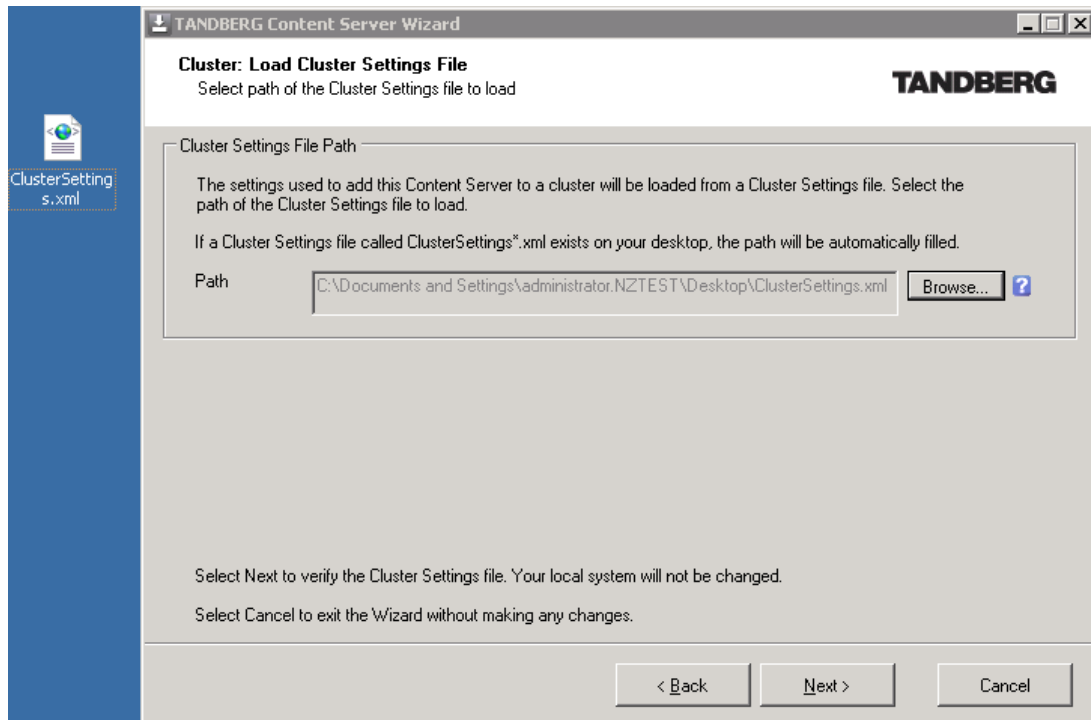 TANDBERG Content Server Wizard
Cluster: Load Cluster Settings File
Select path of the Cluster Settings file to load
TANDBERG
ClusterSetting
s.xml
Cluster Settings File Path
The settings used to add this Content Server to a cluster will be loaded from a Cluster Settings file. Select the
path of the Cluster Settings file to load.
If a Cluster Settings file called ClusterSettings*.xml exists on your desktop, the path will be automatically filled.
Path
C:\Documents and Settings\administrator.NZTEST\Desktop\ClusterSettings.xml
Browse...
?
Select Next to verify the Cluster Settings file. Your local system will not be changed.
Select Cancel to exit the Wizard without making any changes.
< Back
Next >
Cancel